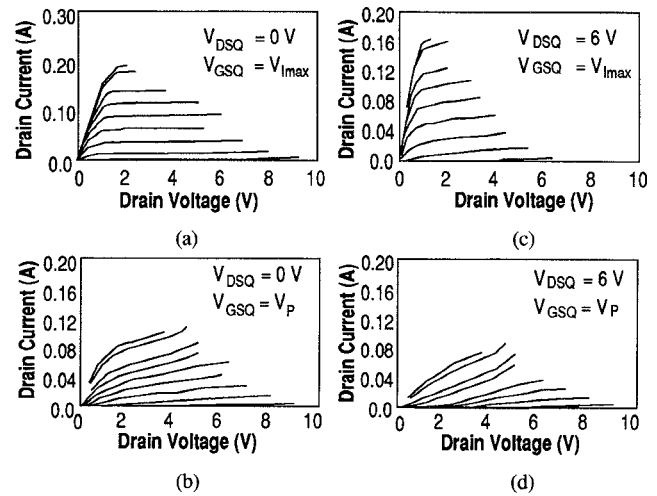 Drain Current (A)
0.30
0.20
0.10
0.0
0 2 4 6 8 10
Drain Voltage (V)
V_DSQ = 0 V
V_GSQ = V_Imax
(a)
Drain Current (A)
0.20
0.16
0.12
0.08
0.04
0.0
0 2 4 6 8 10
Drain Voltage (V)
V_DSQ = 6 V
V_GSQ = V_Imax
(c)
Drain Current (A)
0.20
0.16
0.12
0.08
0.04
0.0
0 2 4 6 8 10
Drain Voltage (V)
V_DSQ = 0 V
V_GSQ = V_P
(b)
Drain Current (A)
0.20
0.16
0.12
0.08
0.04
0.00
0 2 4 6 8 10
Drain Voltage (V)
V_DSQ = 6 V
V_GSQ = V_P
(d)